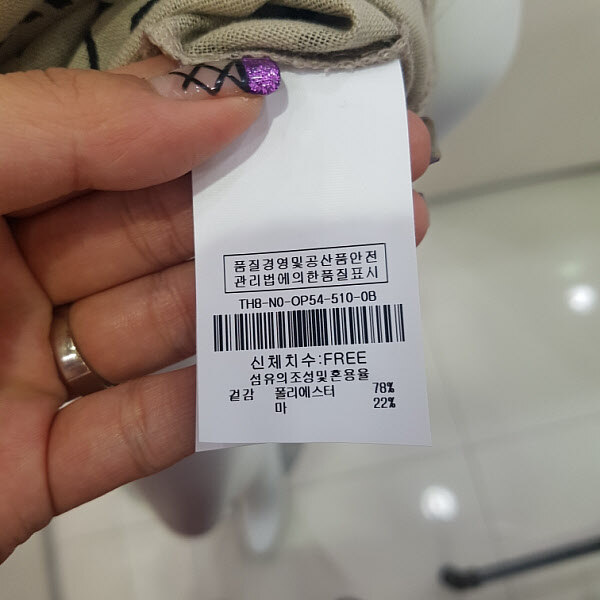 품질경영및공산품안전
관리법에의한품질표시
TH8-N0-OP54-510-0B
신체치수:FREE
섬유의조성및혼용율
겉감 폴리에스터 78%
마 22%